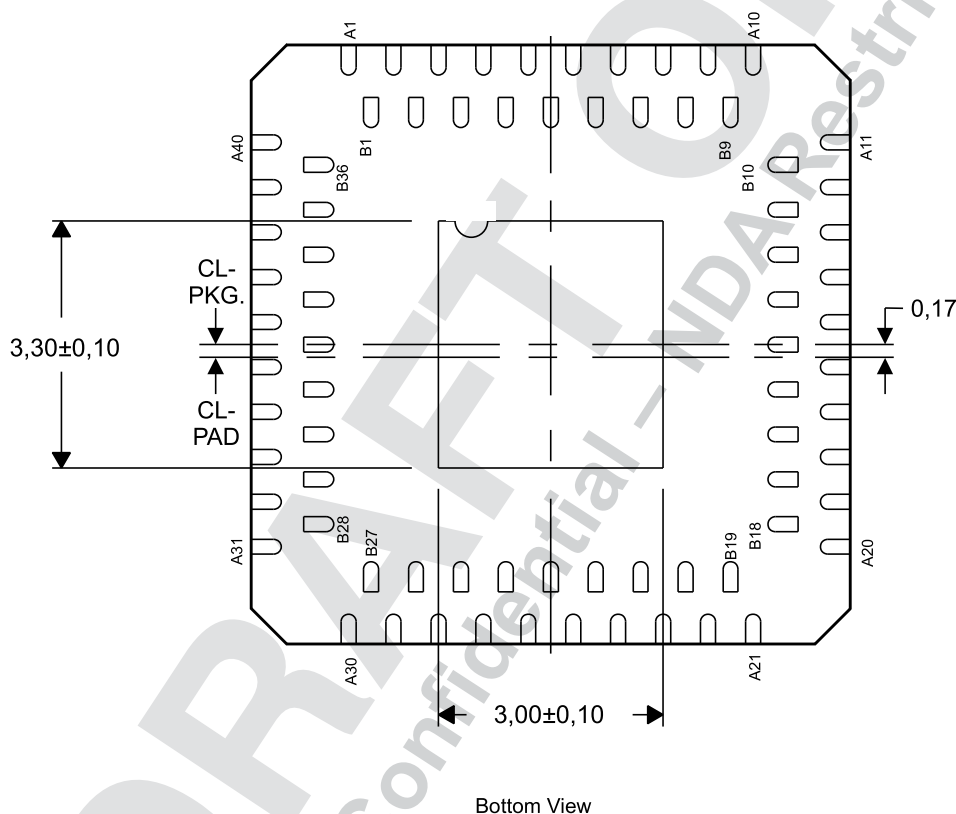 A1
A10
A40
B1
B9
A11
B36
B10
CL-
PKG.
0,17
3,30±0,10
CL-
PAD
B28
B27
B19
B18
A31
A20
A30
A21
3,00±0,10
Bottom View
DRAFT O
Confidential – NDA Restri